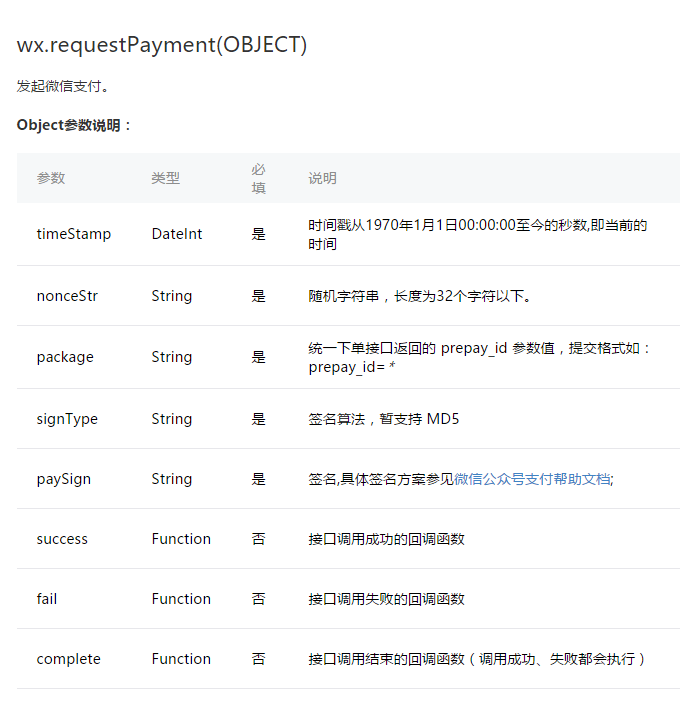 wx.requestPayment(OBJECT)
发起微信支付。
Object参数说明：
参数 类型 必填 说明
timeStamp DateInt 是 时间戳从1970年1月1日00:00:00至今的秒数,即当前的
时间
nonceStr String 是 随机字符串，长度为32个字符以下。
package String 是 统一下单接口返回的 prepay_id 参数值，提交格式如：
prepay_id= *
signType String 是 签名算法，暂支持 MD5
paySign String 是 签名,具体签名方案参见微信公众号支付帮助文档;
success Function 否 接口调用成功的回调函数
fail Function 否 接口调用失败的回调函数
complete Function 否 接口调用结束的回调函数（调用成功、失败都会执行）